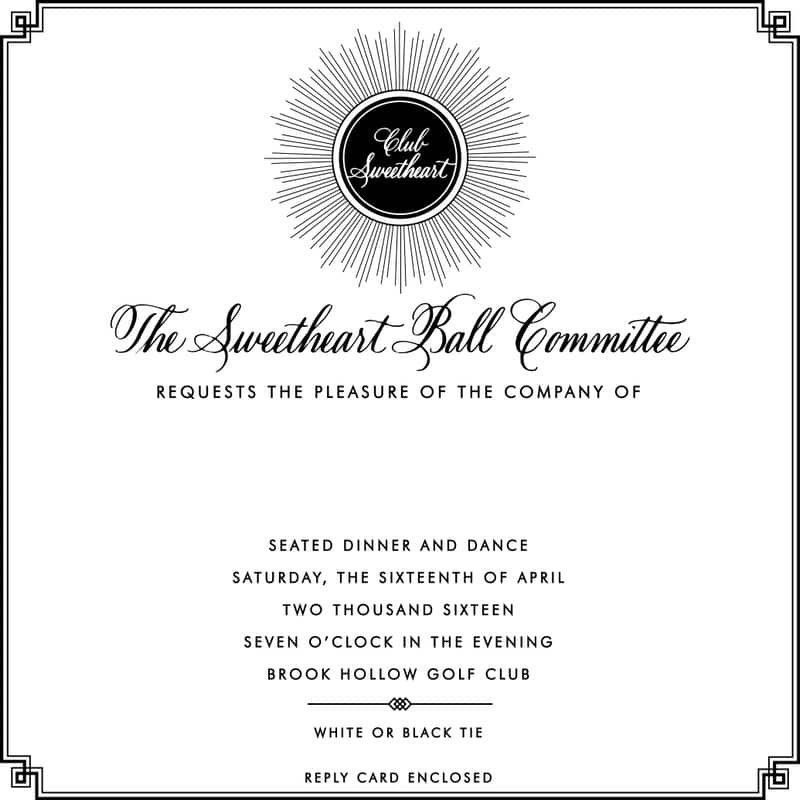 Club
Sweetheart
The Sweetheart Ball Committee
REQUESTS THE PLEASURE OF THE COMPANY OF
SEATED DINNER AND DANCE
SATURDAY, THE SIXTEENTH OF APRIL
TWO THOUSAND SIXTEEN
SEVEN O’CLOCK IN THE EVENING
BROOK HOLLOW GOLF CLUB
WHITE OR BLACK TIE
REPLY CARD ENCLOSED